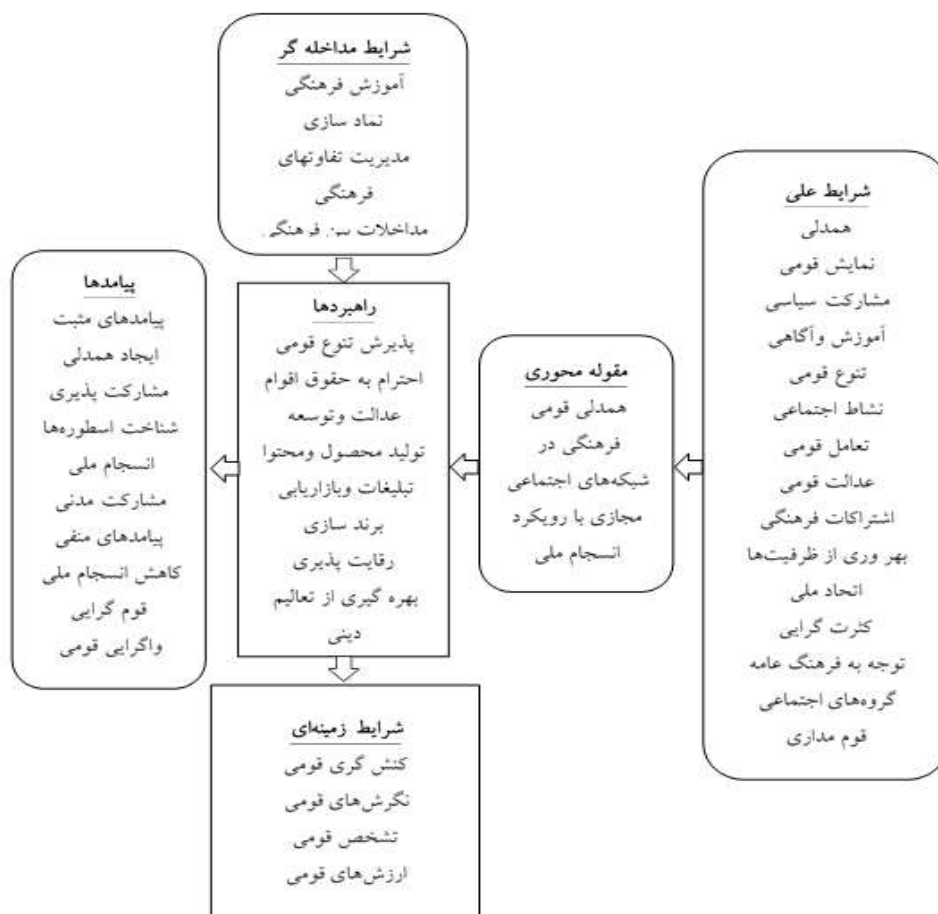 شرایط مداخله گر
آموزش فرهنگی
نماد سازی
مدیریت تفاوتهای
فرهنگی
مداخلات بین فرهنگی
شرایط علی
همدلی
نمایش قومی
مشارکت سیاسی
آموزش وآگاهی
تنوع قومی
نشاط اجتماعی
تعامل قومی
عدالت قومی
اشتراکات فرهنگی
بهر وری از ظرفیت‌ها
اتحاد ملی
کثرت گرایی
توجه به فرهنگ عامه
گروه‌های اجتماعی
قوم مداری
مقوله محوری
همدلی قومی
فرهنگی در
شبکه‌های اجتماعی
مجازی با رویکرد
انسجام ملی
راهبردها
پذیرش تنوع قومی
احترام به حقوق اقوام
عدالت وتوسعه
تولید محصول ومحتوا
تبلیغات وبازاریابی
برند سازی
رقابت پذیری
بهره گیری از تعالیم
دینی
پیامدها
پیامدهای مثبت
ایجاد همدلی
مشارکت پذیری
شناخت اسطوره‌ها
انسجام ملی
مشارکت مدنی
پیامدهای منفی
کاهش انسجام ملی
قوم گرایی
واگرایی قومی
شرایط زمینه‌ای
کنش گری قومی
نگرش‌های قومی
تشخص قومی
ارزش‌های قومی